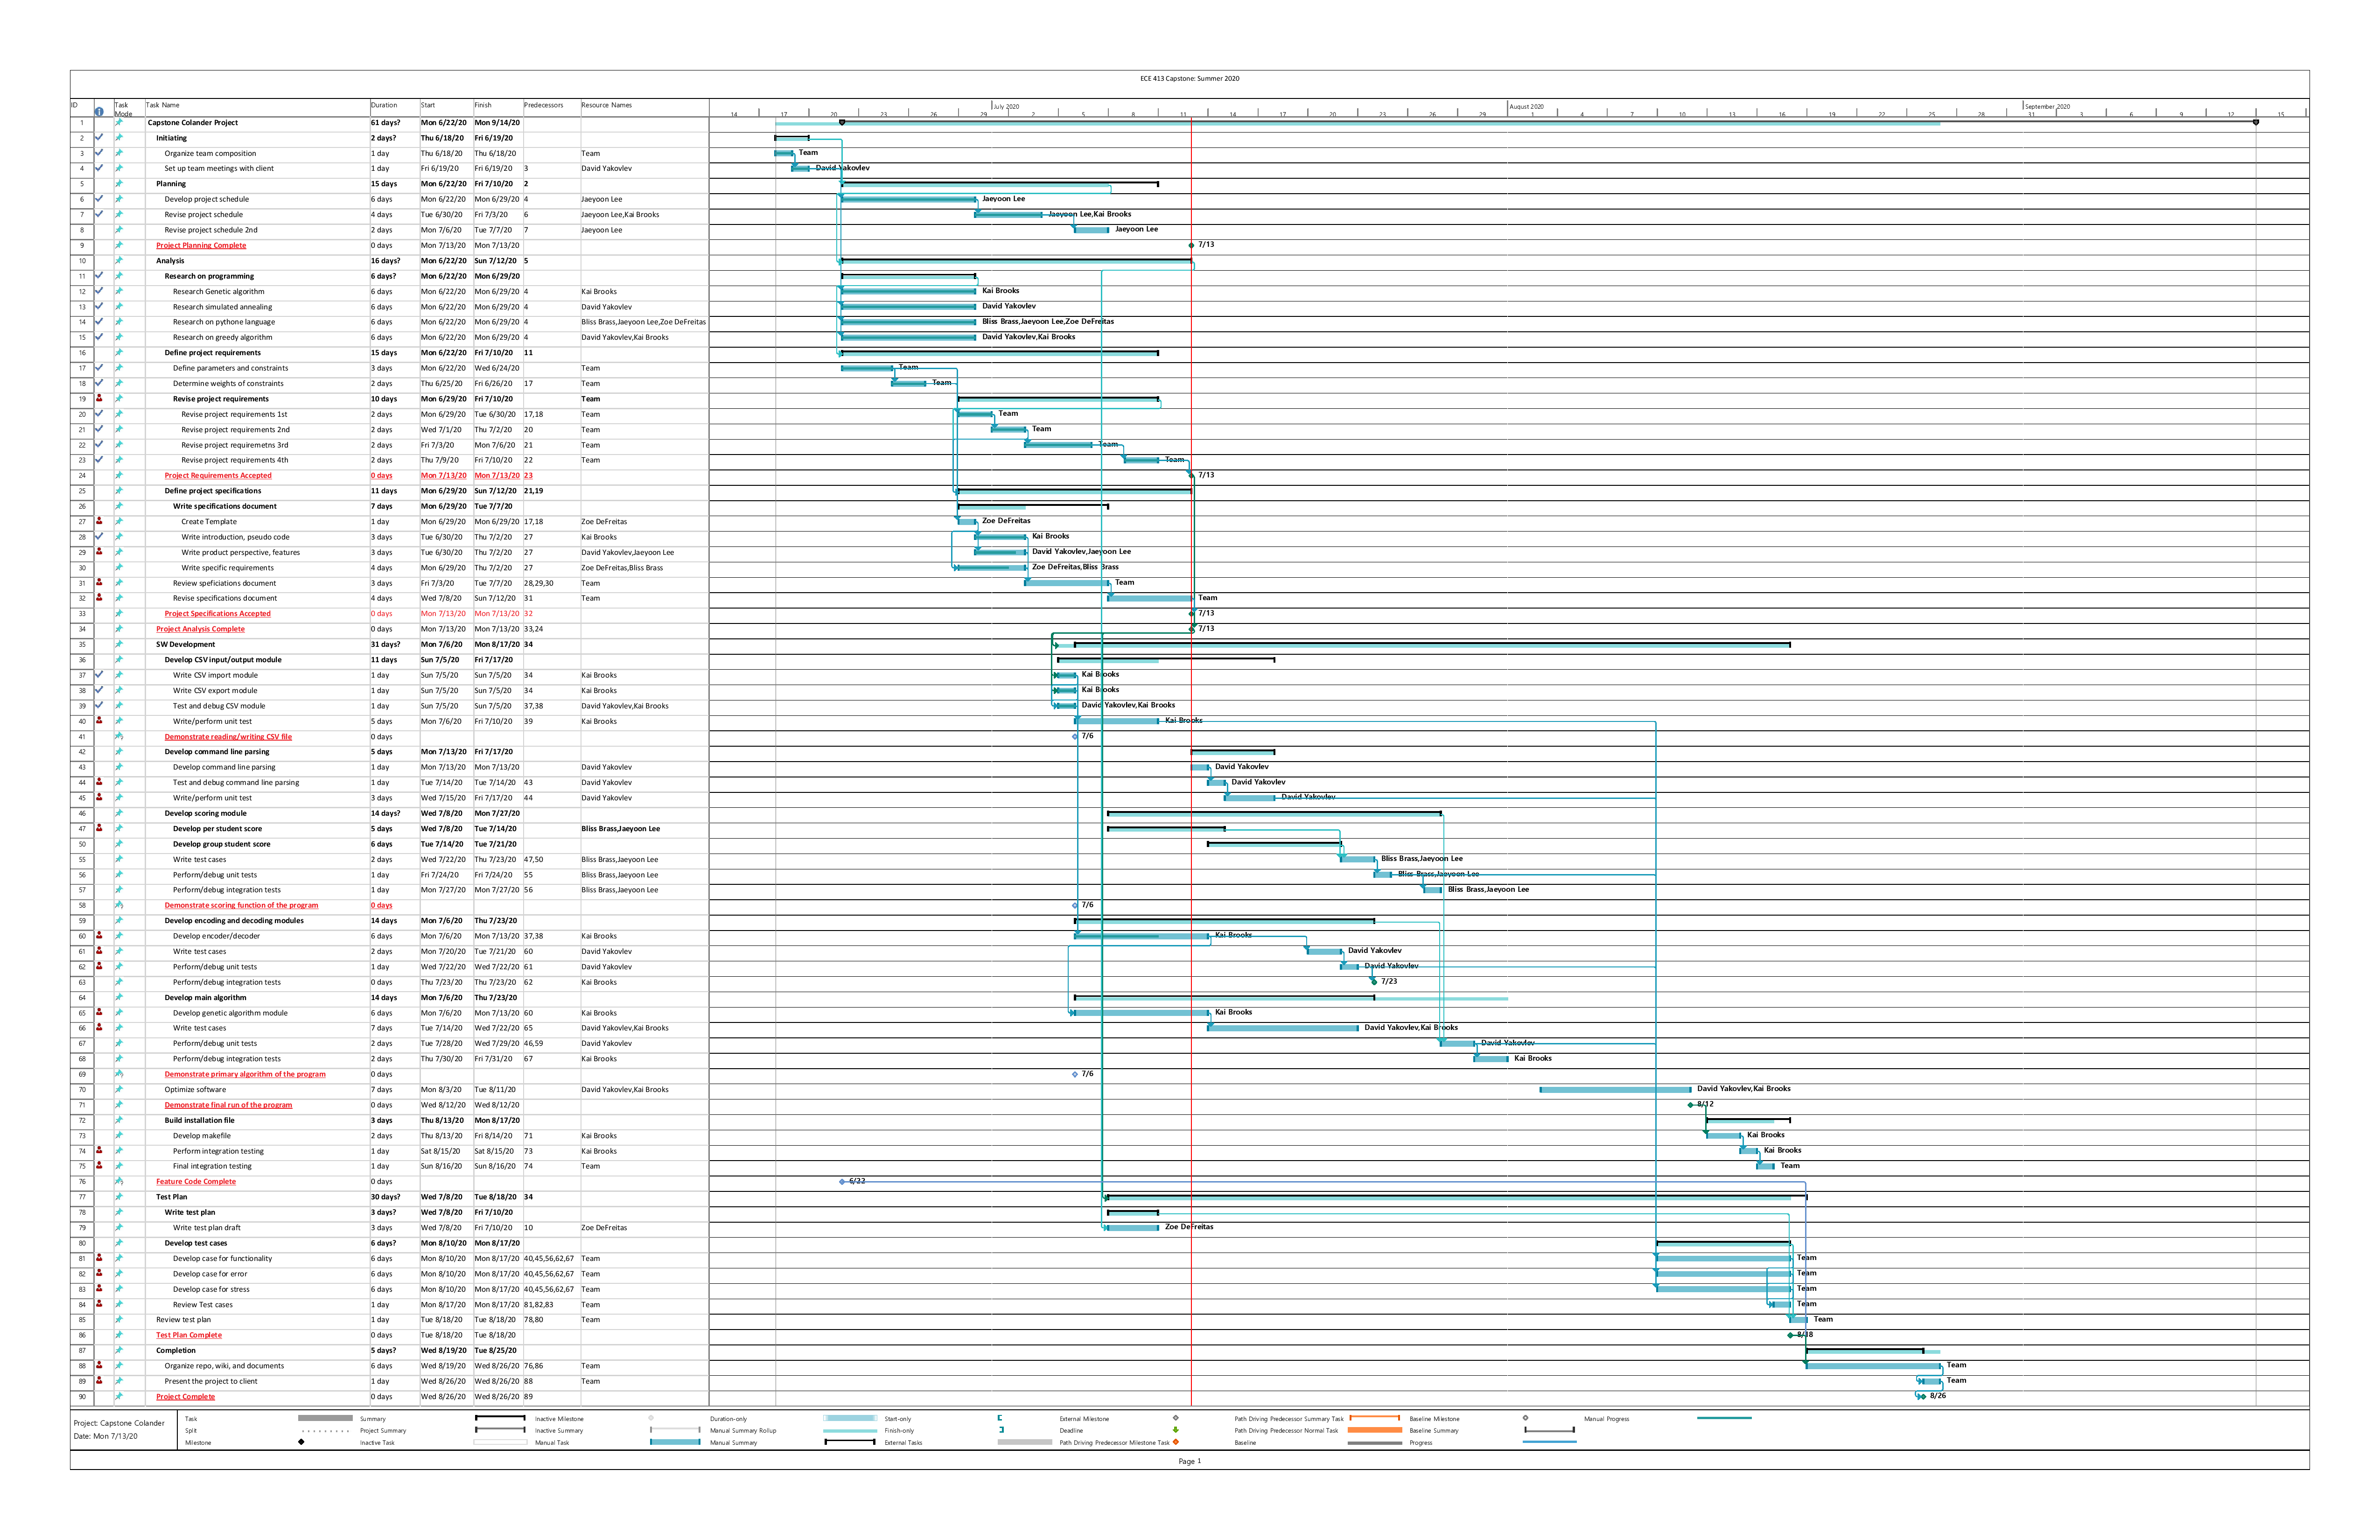 ECE 413 Capstone: Summer 2020
ID Task Mode Task Name Duration Start Finish Predecessors Resource Names
July 2020 August 2020 September 2020
14 17 20 23 26 29 2 5 8 11 14 17 20 23 26 29 1 4 7 10 13 16 19 22 25 28 31 3 6 9 12 15
1 Capstone Colander Project 61 days? Mon 6/22/20 Mon 9/14/20
2 Initiating 2 days? Thu 6/18/20 Fri 6/19/20
3 Organize team composition 1 day Thu 6/18/20 Thu 6/18/20 Team Team
4 Set up team meetings with client 1 day Fri 6/19/20 Fri 6/19/20 3 David Yakovlev David Yakovlev
5 Planning 15 days Mon 6/22/20 Fri 7/10/20 2
6 Develop project schedule 6 days Mon 6/22/20 Mon 6/29/20 4 Jaeyoon Lee Jaeyoon Lee
7 Revise project schedule 4 days Tue 6/30/20 Fri 7/3/20 6 Jaeyoon Lee,Kai Brooks Jaeyoon Lee,Kai Brooks
8 Revise project schedule 2nd 2 days Mon 7/6/20 Tue 7/7/20 7 Jaeyoon Lee Jaeyoon Lee
9 Project Planning Complete 0 days Mon 7/13/20 Mon 7/13/20 7/13
10 Analysis 16 days? Mon 6/22/20 Sun 7/12/20 5
11 Research on programming 6 days? Mon 6/22/20 Mon 6/29/20
12 Research Genetic algorithm 6 days Mon 6/22/20 Mon 6/29/20 4 Kai Brooks Kai Brooks
13 Research simulated annealing 6 days Mon 6/22/20 Mon 6/29/20 4 David Yakovlev David Yakovlev
14 Research on pythone language 6 days Mon 6/22/20 Mon 6/29/20 4 Bliss Brass,Jaeyoon Lee,Zoe DeFreitas Bliss Brass,Jaeyoon Lee,Zoe DeFreitas
15 Research on greedy algorithm 6 days Mon 6/22/20 Mon 6/29/20 4 David Yakovlev,Kai Brooks David Yakovlev,Kai Brooks
16 Define project requirements 15 days Mon 6/22/20 Fri 7/10/20 11
17 Define parameters and constraints 3 days Mon 6/22/20 Wed 6/24/20 Team Team
18 Determine weights of constraints 2 days Thu 6/25/20 Fri 6/26/20 17 Team Team
19 Revise project requirements 10 days Mon 6/29/20 Fri 7/10/20 Team
20 Revise project requirements 1st 2 days Mon 6/29/20 Tue 6/30/20 17,18 Team Team
21 Revise project requirements 2nd 2 days Wed 7/1/20 Thu 7/2/20 20 Team Team
22 Revise project requiremetns 3rd 2 days Fri 7/3/20 Mon 7/6/20 21 Team Team
23 Revise project requirements 4th 2 days Thu 7/9/20 Fri 7/10/20 22 Team Team
24 Project Requirements Accepted 0 days Mon 7/13/20 Mon 7/13/20 23 7/13
25 Define project specifications 11 days Mon 6/29/20 Sun 7/12/20 21,19
26 Write specifications document 7 days Mon 6/29/20 Tue 7/7/20
27 Create Template 1 day Mon 6/29/20 Mon 6/29/20 17,18 Zoe DeFreitas Zoe DeFreitas
28 Write introduction, pseudo code 3 days Tue 6/30/20 Thu 7/2/20 27 Kai Brooks Kai Brooks
29 Write product perspective, features 3 days Tue 6/30/20 Thu 7/2/20 27 David Yakovlev,Jaeyoon Lee David Yakovlev,Jaeyoon Lee
30 Write specific requirements 4 days Mon 6/29/20 Thu 7/2/20 27 Zoe DeFreitas,Bliss Brass Zoe DeFreitas,Bliss Brass
31 Review speficiations document 3 days Fri 7/3/20 Tue 7/7/20 28,29,30 Team Team
32 Revise specifications document 4 days Wed 7/8/20 Sun 7/12/20 31 Team Team
33 Project Specifications Accepted 0 days Mon 7/13/20 Mon 7/13/20 32 7/13
34 Project Analysis Complete 0 days Mon 7/13/20 Mon 7/13/20 33,24 7/13
35 SW Development 31 days? Mon 7/6/20 Mon 8/17/20 34
36 Develop CSV input/output module 11 days Sun 7/5/20 Fri 7/17/20
37 Write CSV import module 1 day Sun 7/5/20 Sun 7/5/20 34 Kai Brooks Kai Brooks
38 Write CSV export module 1 day Sun 7/5/20 Sun 7/5/20 34 Kai Brooks Kai Brooks
39 Test and debug CSV module 1 day Sun 7/5/20 Sun 7/5/20 37,38 David Yakovlev,Kai Brooks David Yakovlev,Kai Brooks
40 Write/perform unit test 5 days Mon 7/6/20 Fri 7/10/20 39 Kai Brooks Kai Brooks
41 Demonstrate reading/writing CSV file 0 days 7/6
42 Develop command line parsing 5 days Mon 7/13/20 Fri 7/17/20
43 Develop command line parsing 1 day Mon 7/13/20 Mon 7/13/20 David Yakovlev David Yakovlev
44 Test and debug command line parsing 1 day Tue 7/14/20 Tue 7/14/20 43 David Yakovlev David Yakovlev
45 Write/perform unit test 3 days Wed 7/15/20 Fri 7/17/20 44 David Yakovlev David Yakovlev
46 Develop scoring module 14 days? Wed 7/8/20 Mon 7/27/20
47 Develop per student score 5 days Wed 7/8/20 Tue 7/14/20 Bliss Brass,Jaeyoon Lee
50 Develop group student score 6 days Tue 7/14/20 Tue 7/21/20
55 Write test cases 2 days Wed 7/22/20 Thu 7/23/20 47,50 Bliss Brass,Jaeyoon Lee Bliss Brass,Jaeyoon Lee
56 Perform/debug unit tests 1 day Fri 7/24/20 Fri 7/24/20 55 Bliss Brass,Jaeyoon Lee Bliss Brass,Jaeyoon Lee
57 Perform/debug integration tests 1 day Mon 7/27/20 Mon 7/27/20 56 Bliss Brass,Jaeyoon Lee Bliss Brass,Jaeyoon Lee
58 Demonstrate scoring function of the program 0 days 7/6
59 Develop encoding and decoding modules 14 days Mon 7/6/20 Thu 7/23/20
60 Develop encoder/decoder 6 days Mon 7/6/20 Mon 7/13/20 37,38 Kai Brooks Kai Brooks
61 Write test cases 2 days Mon 7/20/20 Tue 7/21/20 60 David Yakovlev David Yakovlev
62 Perform/debug unit tests 1 day Wed 7/22/20 Wed 7/22/20 61 David Yakovlev David Yakovlev
63 Perform/debug integration tests 0 days Thu 7/23/20 Thu 7/23/20 62 Kai Brooks 7/23
64 Develop main algorithm 14 days Mon 7/6/20 Thu 7/23/20
65 Develop genetic algorithm module 6 days Mon 7/6/20 Mon 7/13/20 60 Kai Brooks Kai Brooks
66 Write test cases 7 days Tue 7/14/20 Wed 7/22/20 65 David Yakovlev,Kai Brooks David Yakovlev,Kai Brooks
67 Perform/debug unit tests 2 days Tue 7/28/20 Wed 7/29/20 46,59 David Yakovlev David Yakovlev
68 Perform/debug integration tests 2 days Thu 7/30/20 Fri 7/31/20 67 Kai Brooks Kai Brooks
69 Demonstrate primary algorithm of the program 0 days 7/6
70 Optimize software 7 days Mon 8/3/20 Tue 8/11/20 David Yakovlev,Kai Brooks David Yakovlev,Kai Brooks
71 Demonstrate final run of the program 0 days Wed 8/12/20 Wed 8/12/20 8/12
72 Build installation file 3 days Thu 8/13/20 Mon 8/17/20
73 Develop makefile 2 days Thu 8/13/20 Fri 8/14/20 71 Kai Brooks Kai Brooks
74 Perform integration testing 1 day Sat 8/15/20 Sat 8/15/20 73 Kai Brooks Kai Brooks
75 Final integration testing 1 day Sun 8/16/20 Sun 8/16/20 74 Team Team
76 Feature Code Complete 0 days 6/22
77 Test Plan 30 days? Wed 7/8/20 Tue 8/18/20 34
78 Write test plan 3 days? Wed 7/8/20 Fri 7/10/20
79 Write test plan draft 3 days Wed 7/8/20 Fri 7/10/20 10 Zoe DeFreitas Zoe DeFreitas
80 Develop test cases 6 days? Mon 8/10/20 Mon 8/17/20
81 Develop case for functionality 6 days Mon 8/10/20 Mon 8/17/20 40,45,56,62,67 Team Team
82 Develop case for error 6 days Mon 8/10/20 Mon 8/17/20 40,45,56,62,67 Team Team
83 Develop case for stress 6 days Mon 8/10/20 Mon 8/17/20 40,45,56,62,67 Team Team
84 Review Test cases 1 day Mon 8/17/20 Mon 8/17/20 81,82,83 Team Team
85 Review test plan 1 day Tue 8/18/20 Tue 8/18/20 78,80 Team Team
86 Test Plan Complete 0 days Tue 8/18/20 Tue 8/18/20 8/18
87 Completion 5 days? Wed 8/19/20 Tue 8/25/20
88 Organize repo, wiki, and documents 6 days Wed 8/19/20 Wed 8/26/20 76,86 Team Team
89 Present the project to client 1 day Wed 8/26/20 Wed 8/26/20 88 Team Team
90 Project Complete 0 days Wed 8/26/20 Wed 8/26/20 89 8/26
Project: Capstone Colander
Date: Mon 7/13/20
Task Summary Inactive Milestone Duration-only Start-only External Milestone Path Driving Predecessor Summary Task Baseline Milestone Manual Progress
Split Project Summary Inactive Summary Manual Summary Rollup Finish-only Deadline Path Driving Predecessor Normal Task Baseline Summary
Milestone Inactive Task Manual Task Manual Summary External Tasks Path Driving Predecessor Milestone Task Baseline Progress
Page 1